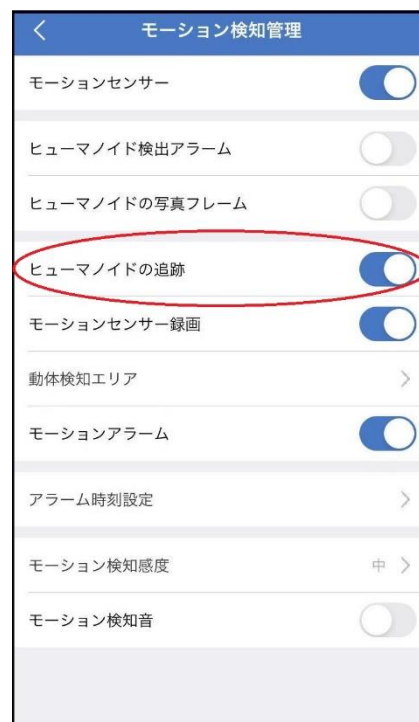 モーション検知管理
モーションセンサー
ヒューマノイド検出アラーム
ヒューマノイドの写真フレーム
ヒューマノイドの追跡
モーションセンサー録画
動体検知エリア
モーションアラーム
アラーム時刻設定
モーション検知感度 中
モーション検知音